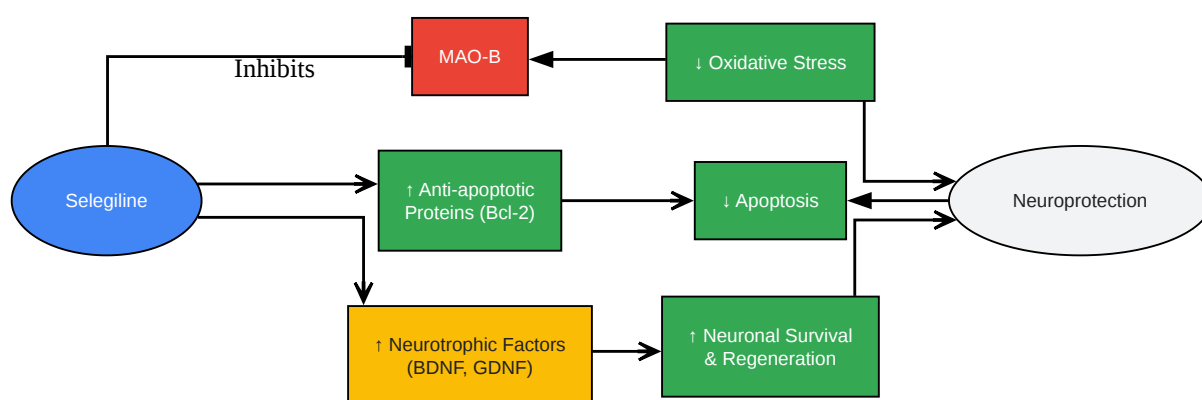 MAO-B
↓ Oxidative Stress
Inhibits
Selegiline
↑ Anti-apoptotic
Proteins (Bcl-2)
↓ Apoptosis
Neuroprotection
↑ Neurotrophic Factors
(BDNF, GDNF)
↑ Neuronal Survival
& Regeneration